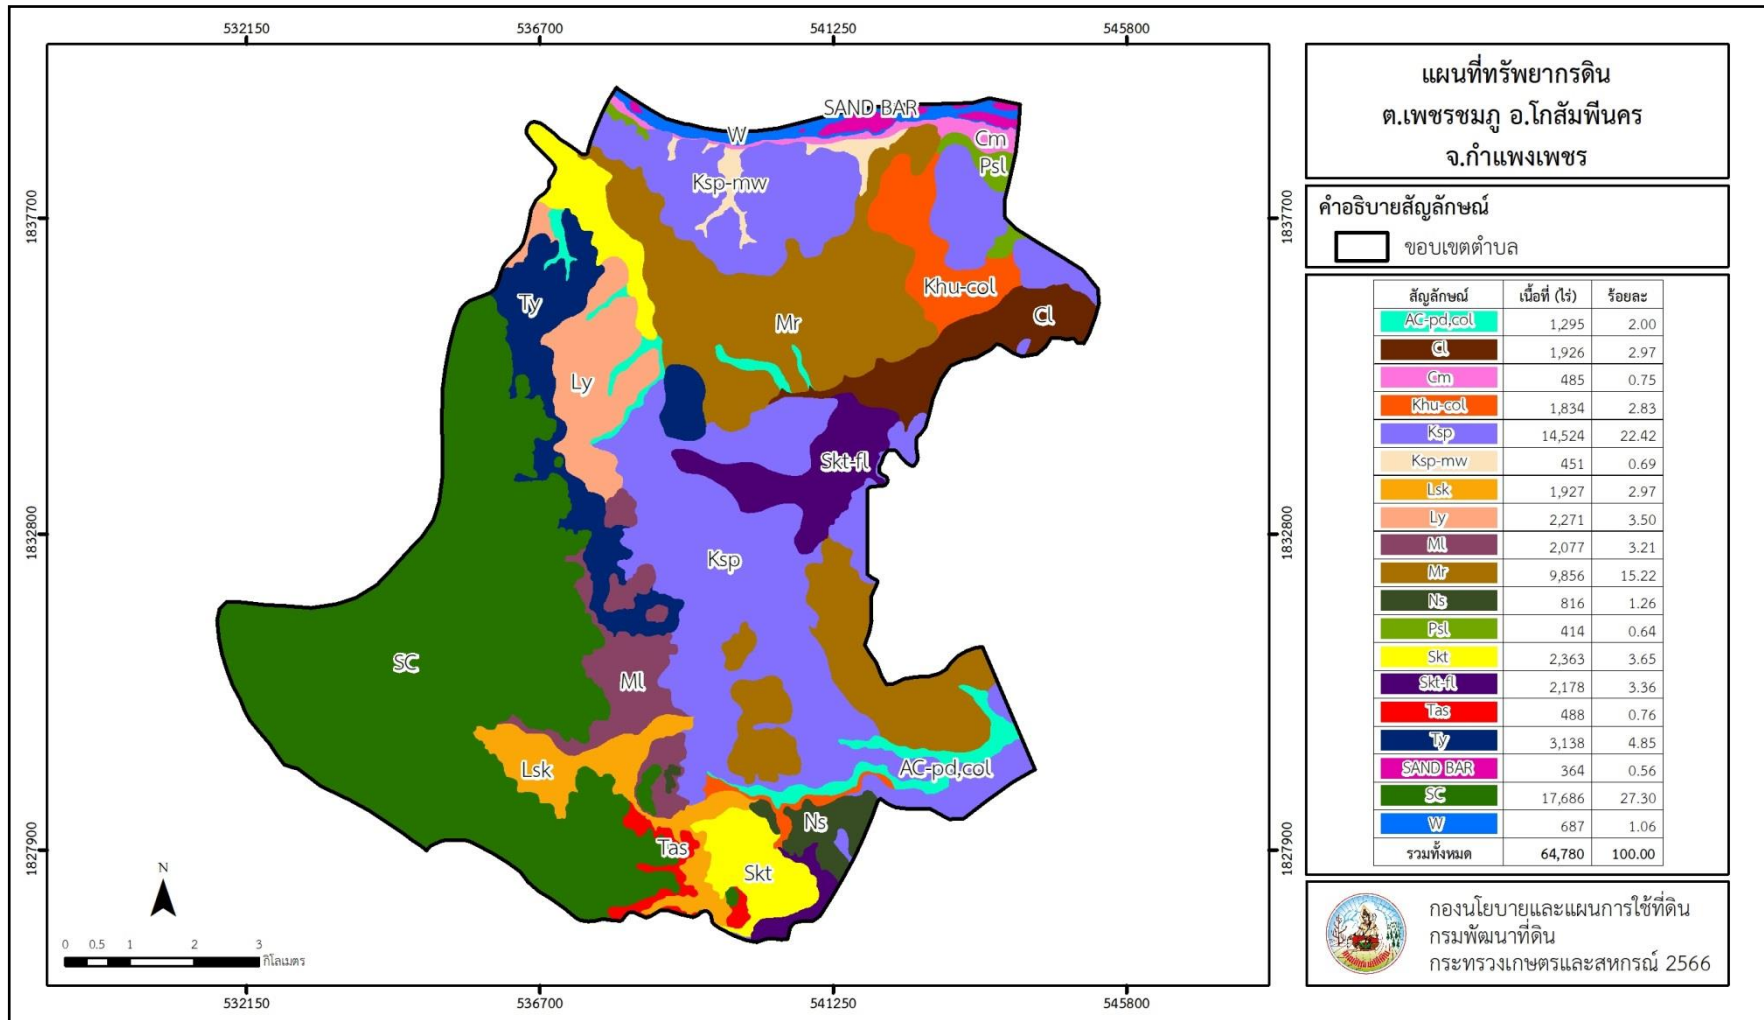 532150 536700 541250 545800
1837700
1832800
1827900
1837700
1832800
1827900
532150 536700 541250 545800
SAND BAR
W
Cm
Psl
Ksp-mw
Khu-col
Ty
Cl
Mr
Ly
Skt-fl
Ksp
SC
Ml
Lsk
AC-pd,col
Ns
Tas
Skt
N
0 0.5 1 2 3
กิโลเมตร
แผนที่ทรัพยากรดิน
ต.เพชรชมภู อ.โกสัมพีนคร
จ.กำแพงเพชร
คำอธิบายสัญลักษณ์
ขอบเขตตำบล
สัญลักษณ์ เนื้อที่ (ไร่) ร้อยละ
AC-pd,col 1,295 2.00
Cl 1,926 2.97
Cm 485 0.75
Khu-col 1,834 2.83
Ksp 14,524 22.42
Ksp-mw 451 0.69
Lsk 1,927 2.97
Ly 2,271 3.50
Ml 2,077 3.21
Mr 9,856 15.22
Ns 816 1.26
Psl 414 0.64
Skt 2,363 3.65
Skt-fl 2,178 3.36
Tas 488 0.76
Ty 3,138 4.85
SAND BAR 364 0.56
SC 17,686 27.30
W 687 1.06
รวมทั้งหมด 64,780 100.00
กองนโยบายและแผนการใช้ที่ดิน
กรมพัฒนาที่ดิน
กระทรวงเกษตรและสหกรณ์ 2566